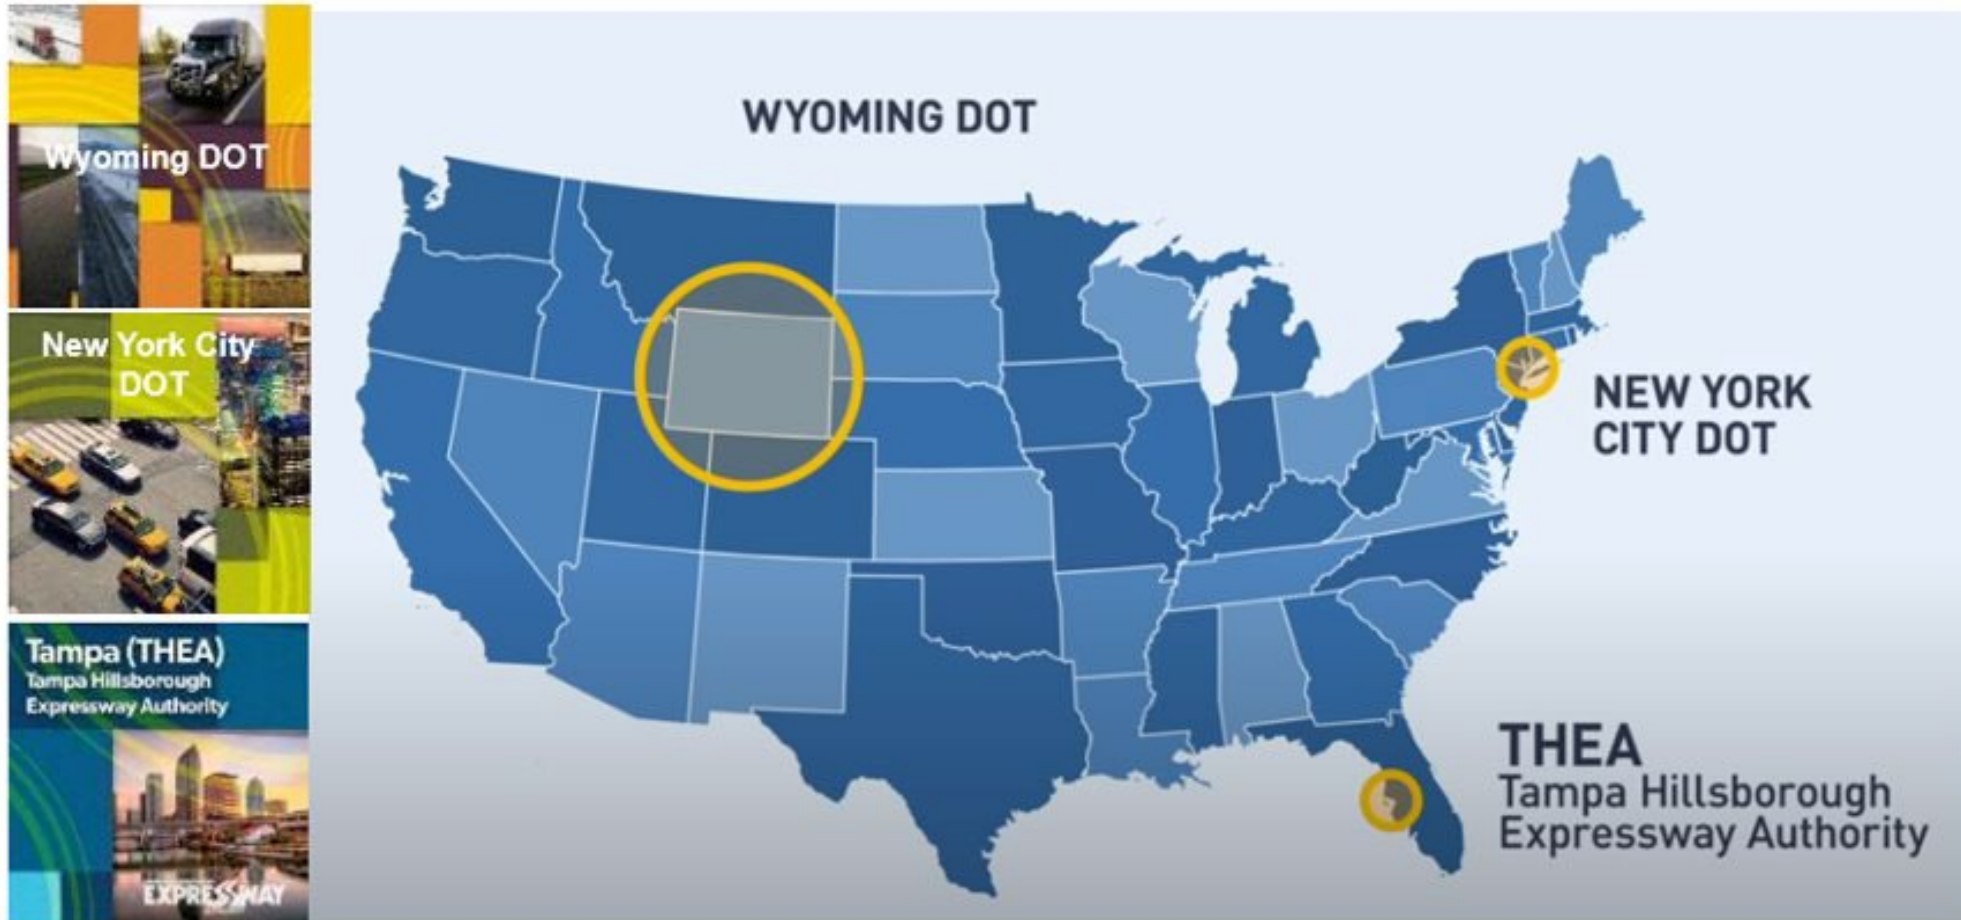 Wyoming DOT
New York City
DOT
Tampa (THEA)
Tampa Hillsborough
Expressway Authority
EXPRESSWAY
WYOMING DOT
NEW YORK
CITY DOT
THEA
Tampa Hillsborough
Expressway Authority